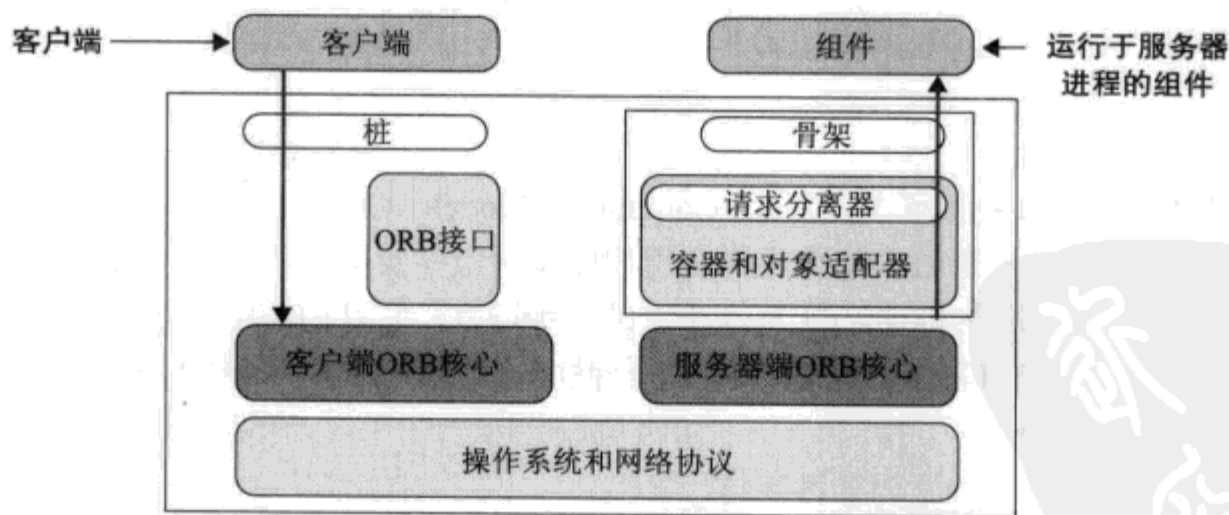 客户端
客户端
组件
运行于服务器
进程的组件
桩
骨架
请求分离器
ORB接口
容器和对象适配器
客户端ORB核心
服务器端ORB核心
操作系统和网络协议